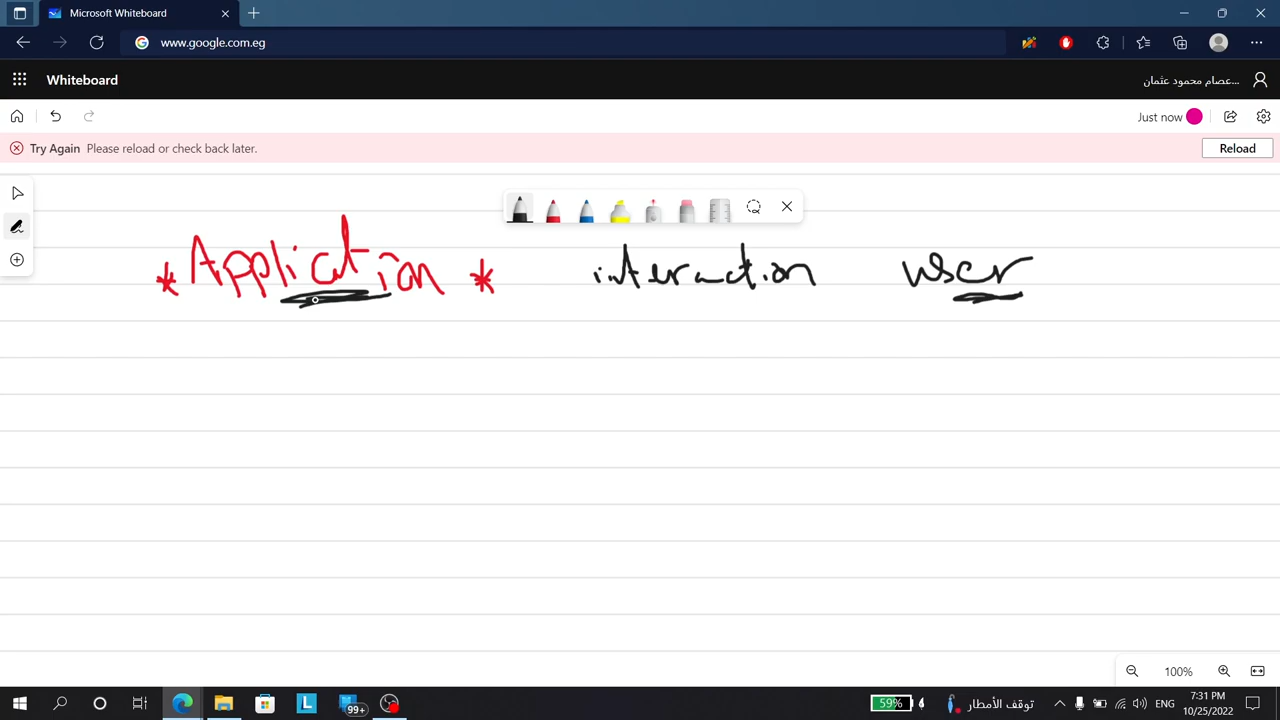 Microsoft Whiteboard
www.google.com.eg
Whiteboard
عصام محمود عثمان...
Just now
Try Again Please reload or check back later.
Reload
* Application * interaction user
100%
L
99+
59%
توقف الأمطار
ENG
7:31 PM
10/25/2022